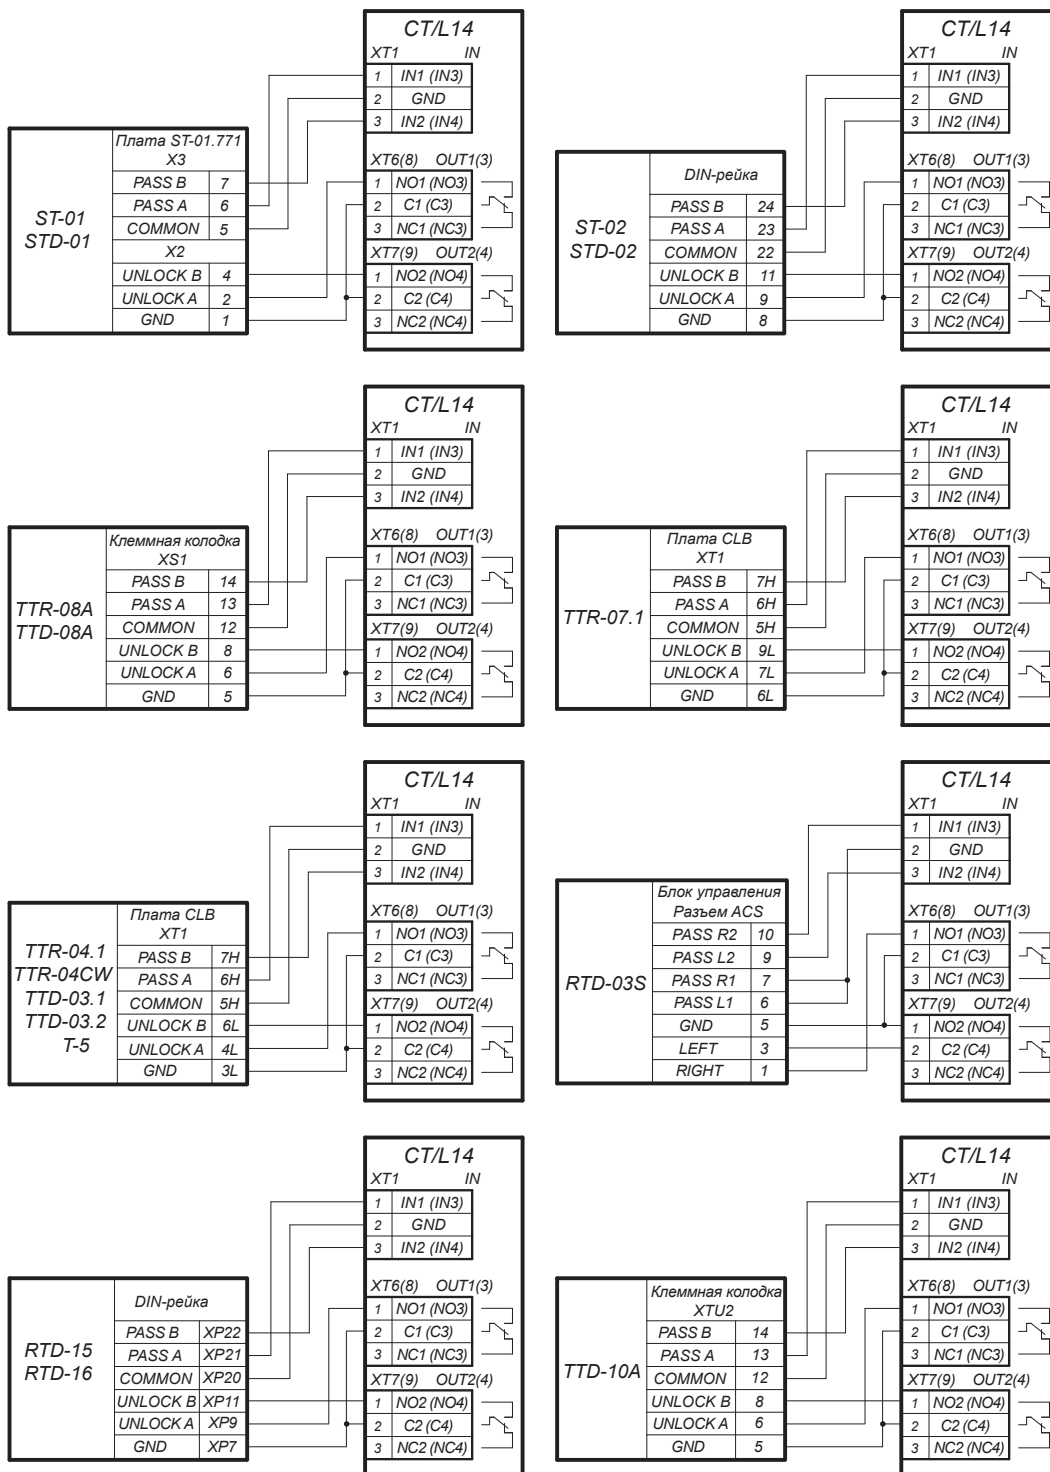 CT/L14
XT1 IN
1 IN1 (IN3)
2 GND
3 IN2 (IN4)
XT6(8) OUT1(3)
1 NO1 (NO3)
2 C1 (C3)
3 NC1 (NC3)
XT7(9) OUT2(4)
1 NO2 (NO4)
2 C2 (C4)
3 NC2 (NC4)
ST-01
STD-01
Плата ST-01.771
X3
PASS B 7
PASS A 6
COMMON 5
X2
UNLOCK B 4
UNLOCK A 2
GND 1
CT/L14
XT1 IN
1 IN1 (IN3)
2 GND
3 IN2 (IN4)
XT6(8) OUT1(3)
1 NO1 (NO3)
2 C1 (C3)
3 NC1 (NC3)
XT7(9) OUT2(4)
1 NO2 (NO4)
2 C2 (C4)
3 NC2 (NC4)
ST-02
STD-02
DIN-рейка
PASS B 24
PASS A 23
COMMON 22
UNLOCK B 11
UNLOCK A 9
GND 8
CT/L14
XT1 IN
1 IN1 (IN3)
2 GND
3 IN2 (IN4)
XT6(8) OUT1(3)
1 NO1 (NO3)
2 C1 (C3)
3 NC1 (NC3)
XT7(9) OUT2(4)
1 NO2 (NO4)
2 C2 (C4)
3 NC2 (NC4)
TTR-08A
TTD-08A
Клеммная колодка
XS1
PASS B 14
PASS A 13
COMMON 12
UNLOCK B 8
UNLOCK A 6
GND 5
CT/L14
XT1 IN
1 IN1 (IN3)
2 GND
3 IN2 (IN4)
XT6(8) OUT1(3)
1 NO1 (NO3)
2 C1 (C3)
3 NC1 (NC3)
XT7(9) OUT2(4)
1 NO2 (NO4)
2 C2 (C4)
3 NC2 (NC4)
TTR-07.1
Плата CLB
XT1
PASS B 7H
PASS A 6H
COMMON 5H
UNLOCK B 9L
UNLOCK A 7L
GND 6L
CT/L14
XT1 IN
1 IN1 (IN3)
2 GND
3 IN2 (IN4)
XT6(8) OUT1(3)
1 NO1 (NO3)
2 C1 (C3)
3 NC1 (NC3)
XT7(9) OUT2(4)
1 NO2 (NO4)
2 C2 (C4)
3 NC2 (NC4)
TTR-04.1
TTR-04CW
TTD-03.1
TTD-03.2
T-5
Плата CLB
XT1
PASS B 7H
PASS A 6H
COMMON 5H
UNLOCK B 6L
UNLOCK A 4L
GND 3L
CT/L14
XT1 IN
1 IN1 (IN3)
2 GND
3 IN2 (IN4)
XT6(8) OUT1(3)
1 NO1 (NO3)
2 C1 (C3)
3 NC1 (NC3)
XT7(9) OUT2(4)
1 NO2 (NO4)
2 C2 (C4)
3 NC2 (NC4)
RTD-03S
Блок управления
Разъем ACS
PASS R2 10
PASS L2 9
PASS R1 7
PASS L1 6
GND 5
LEFT 3
RIGHT 1
CT/L14
XT1 IN
1 IN1 (IN3)
2 GND
3 IN2 (IN4)
XT6(8) OUT1(3)
1 NO1 (NO3)
2 C1 (C3)
3 NC1 (NC3)
XT7(9) OUT2(4)
1 NO2 (NO4)
2 C2 (C4)
3 NC2 (NC4)
RTD-15
RTD-16
DIN-рейка
PASS B XP22
PASS A XP21
COMMON XP20
UNLOCK B XP11
UNLOCK A XP9
GND XP7
CT/L14
XT1 IN
1 IN1 (IN3)
2 GND
3 IN2 (IN4)
XT6(8) OUT1(3)
1 NO1 (NO3)
2 C1 (C3)
3 NC1 (NC3)
XT7(9) OUT2(4)
1 NO2 (NO4)
2 C2 (C4)
3 NC2 (NC4)
TTD-10A
Клеммная колодка
XTU2
PASS B 14
PASS A 13
COMMON 12
UNLOCK B 8
UNLOCK A 6
GND 5